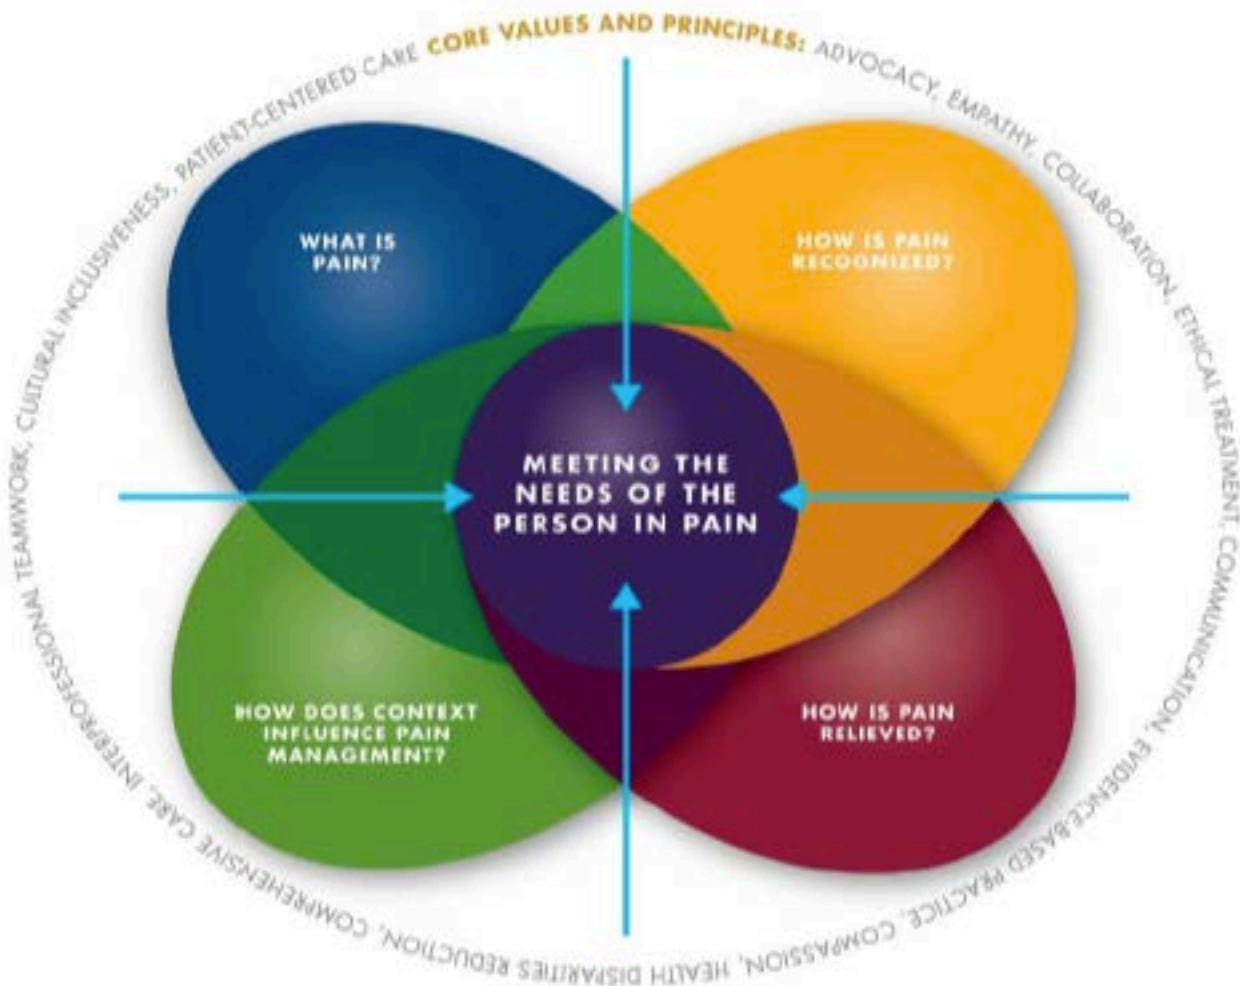 CORE VALUES AND PRINCIPLES: ADVOCACY, EMPATHY, COLLABORATION, ETHICAL TREATMENT, COMMUNICATION, EVIDENCE-BASED PRACTICE, COMPASSION, HEALTH DISPARITIES REDUCTION, COMPREHENSIVE CARE, INTERPROFESSIONAL TEAMWORK, CULTURAL INCLUSIVENESS, PATIENT-CENTERED CARE
WHAT IS
PAIN?
HOW IS PAIN
RECOGNIZED?
MEETING THE
NEEDS OF THE
PERSON IN PAIN
HOW DOES CONTEXT
INFLUENCE PAIN
MANAGEMENT?
HOW IS PAIN
RELIEVED?